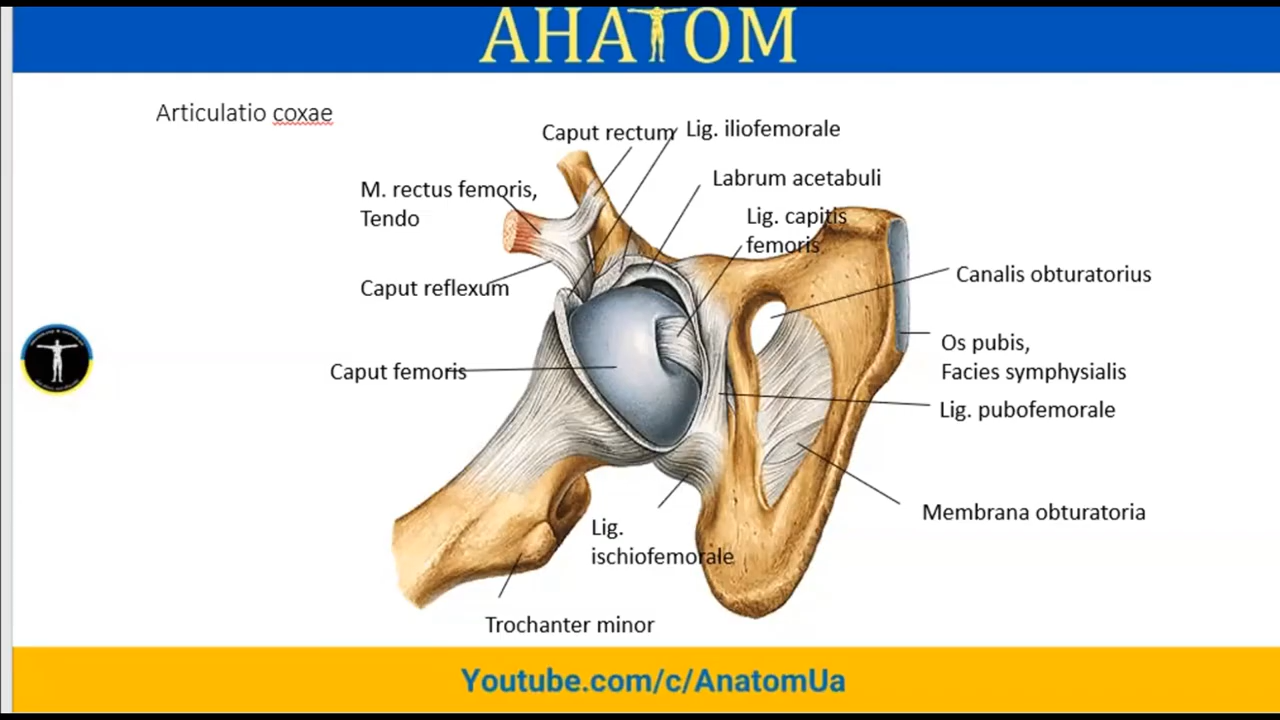 АНАТОМ
Articulatio coxae
Caput rectum
Lig. iliofemorale
Labrum acetabuli
M. rectus femoris,
Tendo
Lig. capitis
femoris
Canalis obturatorius
Caput reflexum
Os pubis,
Facies symphysialis
Caput femoris
Lig. pubofemorale
Membrana obturatoria
Lig.
ischiofemorale
Trochanter minor
Youtube.com/c/AnatomUa